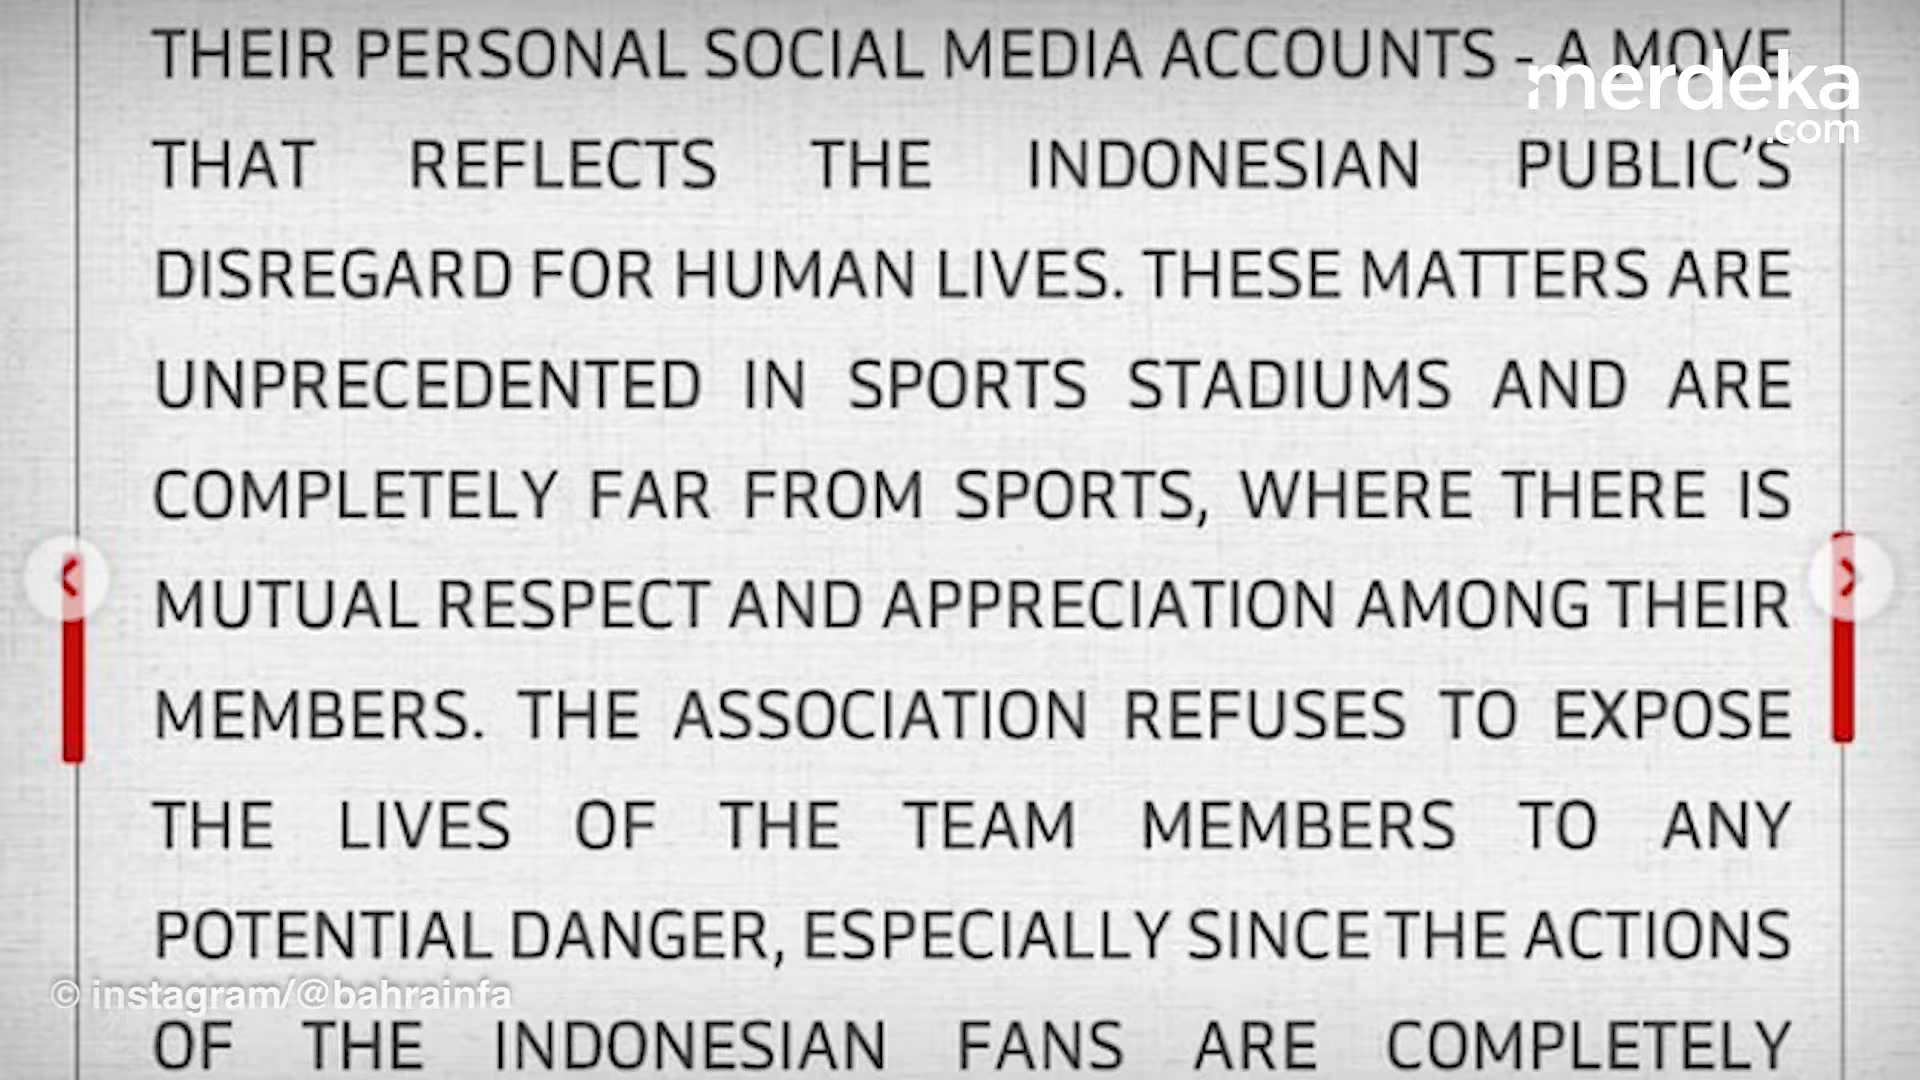 THEIR PERSONAL SOCIAL MEDIA ACCOUNTS - A MOVE
merdeka
.com
THAT REFLECTS THE INDONESIAN PUBLIC'S
DISREGARD FOR HUMAN LIVES. THESE MATTERS ARE
UNPRECEDENTED IN SPORTS STADIUMS AND ARE
COMPLETELY FAR FROM SPORTS, WHERE THERE IS
MUTUAL RESPECT AND APPRECIATION AMONG THEIR
MEMBERS. THE ASSOCIATION REFUSES TO EXPOSE
THE LIVES OF THE TEAM MEMBERS TO ANY
POTENTIAL DANGER, ESPECIALLY SINCE THE ACTIONS
© instagram/@bahrainfa
OF THE INDONESIAN FANS ARE COMPLETELY